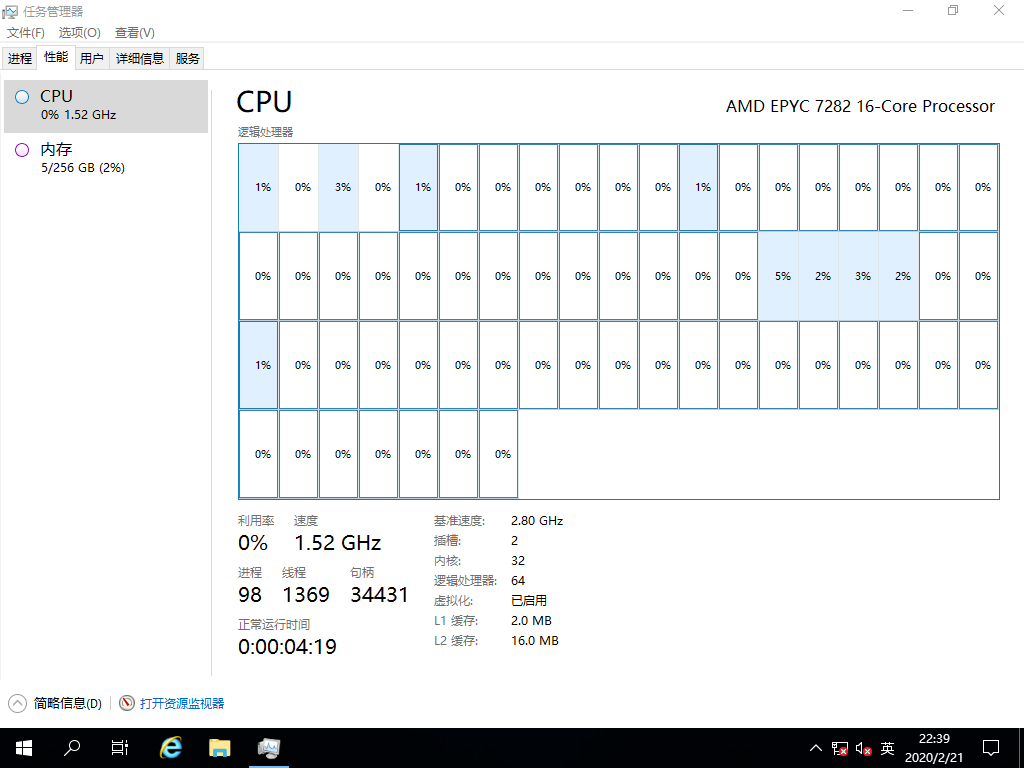 任务管理器
文件(F) 选项(O) 查看(V)
进程 性能 用户 详细信息 服务
CPU
0% 1.52 GHz
内存
5/256 GB (2%)
CPU AMD EPYC 7282 16-Core Processor
逻辑处理器
1% 0% 3% 0% 1% 0% 0% 0% 0% 0% 0% 1% 0% 0% 0% 0% 0% 0% 0%
0% 0% 0% 0% 0% 0% 0% 0% 0% 0% 0% 0% 0% 5% 2% 3% 2% 0% 0%
1% 0% 0% 0% 0% 0% 0% 0% 0% 0% 0% 0% 0% 0% 0% 0% 0% 0% 0%
0% 0% 0% 0% 0% 0% 0%
利用率 速度
0% 1.52 GHz
进程 线程 句柄
98 1369 34431
正常运行时间
0:00:04:19
基准速度: 2.80 GHz
插槽: 2
内核: 32
逻辑处理器: 64
虚拟化: 已启用
L1 缓存: 2.0 MB
L2 缓存: 16.0 MB
简略信息(D) 打开资源监视器
英
22:39
2020/2/21